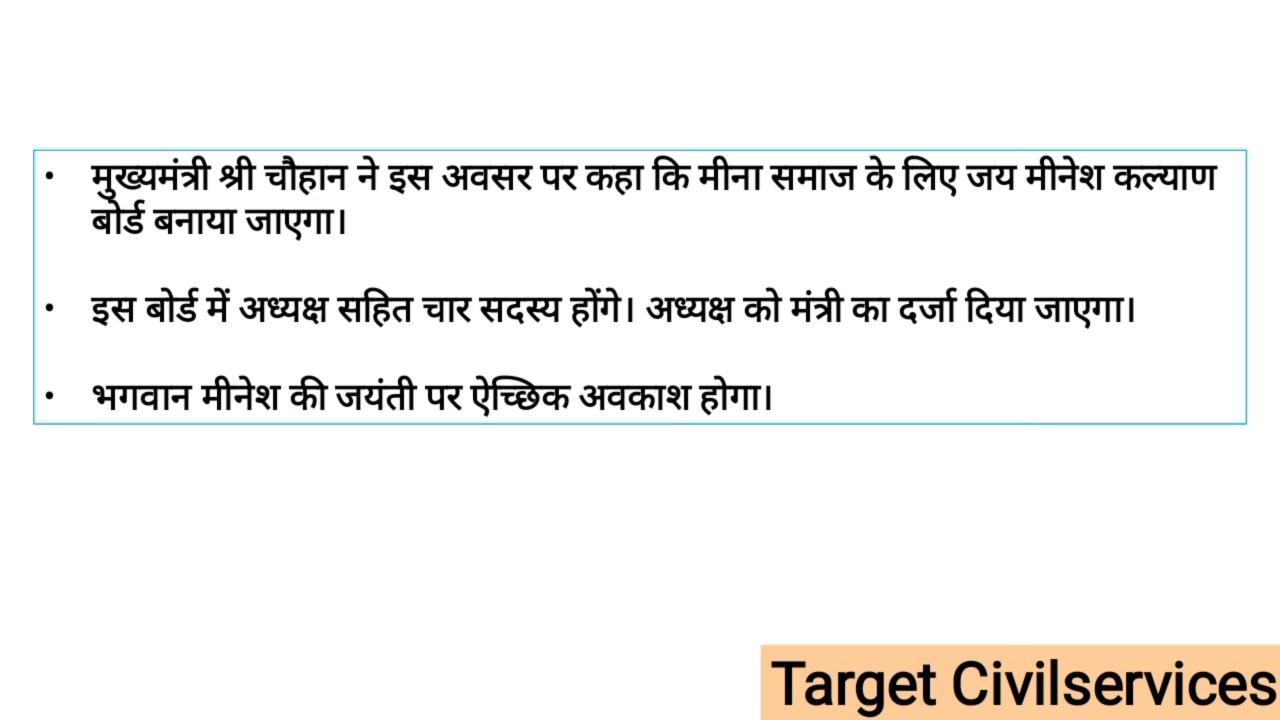 • मुख्यमंत्री श्री चौहान ने इस अवसर पर कहा कि मीना समाज के लिए जय मीनेश कल्याण
बोर्ड बनाया जाएगा।
• इस बोर्ड में अध्यक्ष सहित चार सदस्य होंगे। अध्यक्ष को मंत्री का दर्जा दिया जाएगा।
• भगवान मीनेश की जयंती पर ऐच्छिक अवकाश होगा।
Target Civilservices